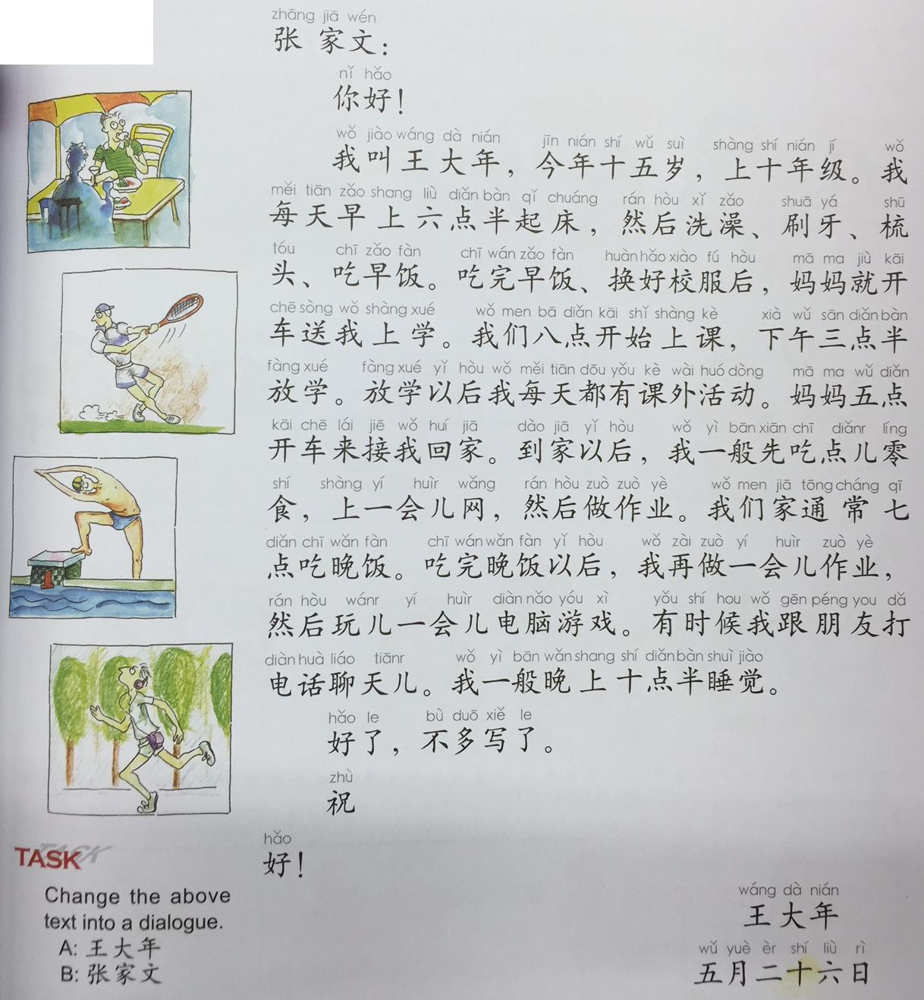 zhāng jiā wén
张家文：
nǐ hǎo
你好！
wǒ jiào wáng dà nián jīn nián shí wǔ suì shàng shí nián jí wǒ
我叫王大年，今年十五岁，上十年级。我
měi tiān zǎo shang liù diǎn bàn qǐ chuáng rán hòu xǐ zǎo shuā yá shū
每天早上六点半起床，然后洗澡、刷牙、梳
tóu chī zǎo fàn chī wán zǎo fàn huàn hǎo xiào fú hòu mā ma jiù kāi
头、吃早饭。吃完早饭、换好校服后，妈妈就开
chē sòng wǒ shàng xué wǒ men bā diǎn kāi shǐ shàng kè xià wǔ sān diǎn bàn
车送我上学。我们八点开始上课，下午三点半
fàng xué fàng xué yǐ hòu wǒ měi tiān dōu yǒu kè wài huó dòng mā ma wǔ diǎn
放学。放学以后我每天都有课外活动。妈妈五点
kāi chē lái jiē wǒ huí jiā dào jiā yǐ hòu wǒ yì bān xiān chī diǎnr líng
开车来接我回家。到家以后，我一般先吃点儿零
shí shàng yí huìr wǎng rán hòu zuò zuò yè wǒ men jiā tōng cháng qī
食，上一会儿网，然后做作业。我们家通常七
diǎn chī wǎn fàn chī wán wǎn fàn yǐ hòu wǒ zài zuò yí huìr zuò yè
点吃晚饭。吃完晚饭以后，我再做一会儿作业，
rán hòu wánr yí huìr diàn nǎo yóu xì yǒu shí hou wǒ gēn péng you dǎ
然后玩儿一会儿电脑游戏。有时候我跟朋友打
diàn huà liáo tiānr wǒ yì bān wǎn shang shí diǎn bàn shuì jiào
电话聊天儿。我一般晚上十点半睡觉。
hǎo le bù duō xiě le
好了，不多写了。
zhù
祝
hǎo
好！
wáng dà nián
王大年
wǔ yuè èr shí liù rì
五月二十六日
TASK
Change the above
text into a dialogue.
A: 王大年
B: 张家文